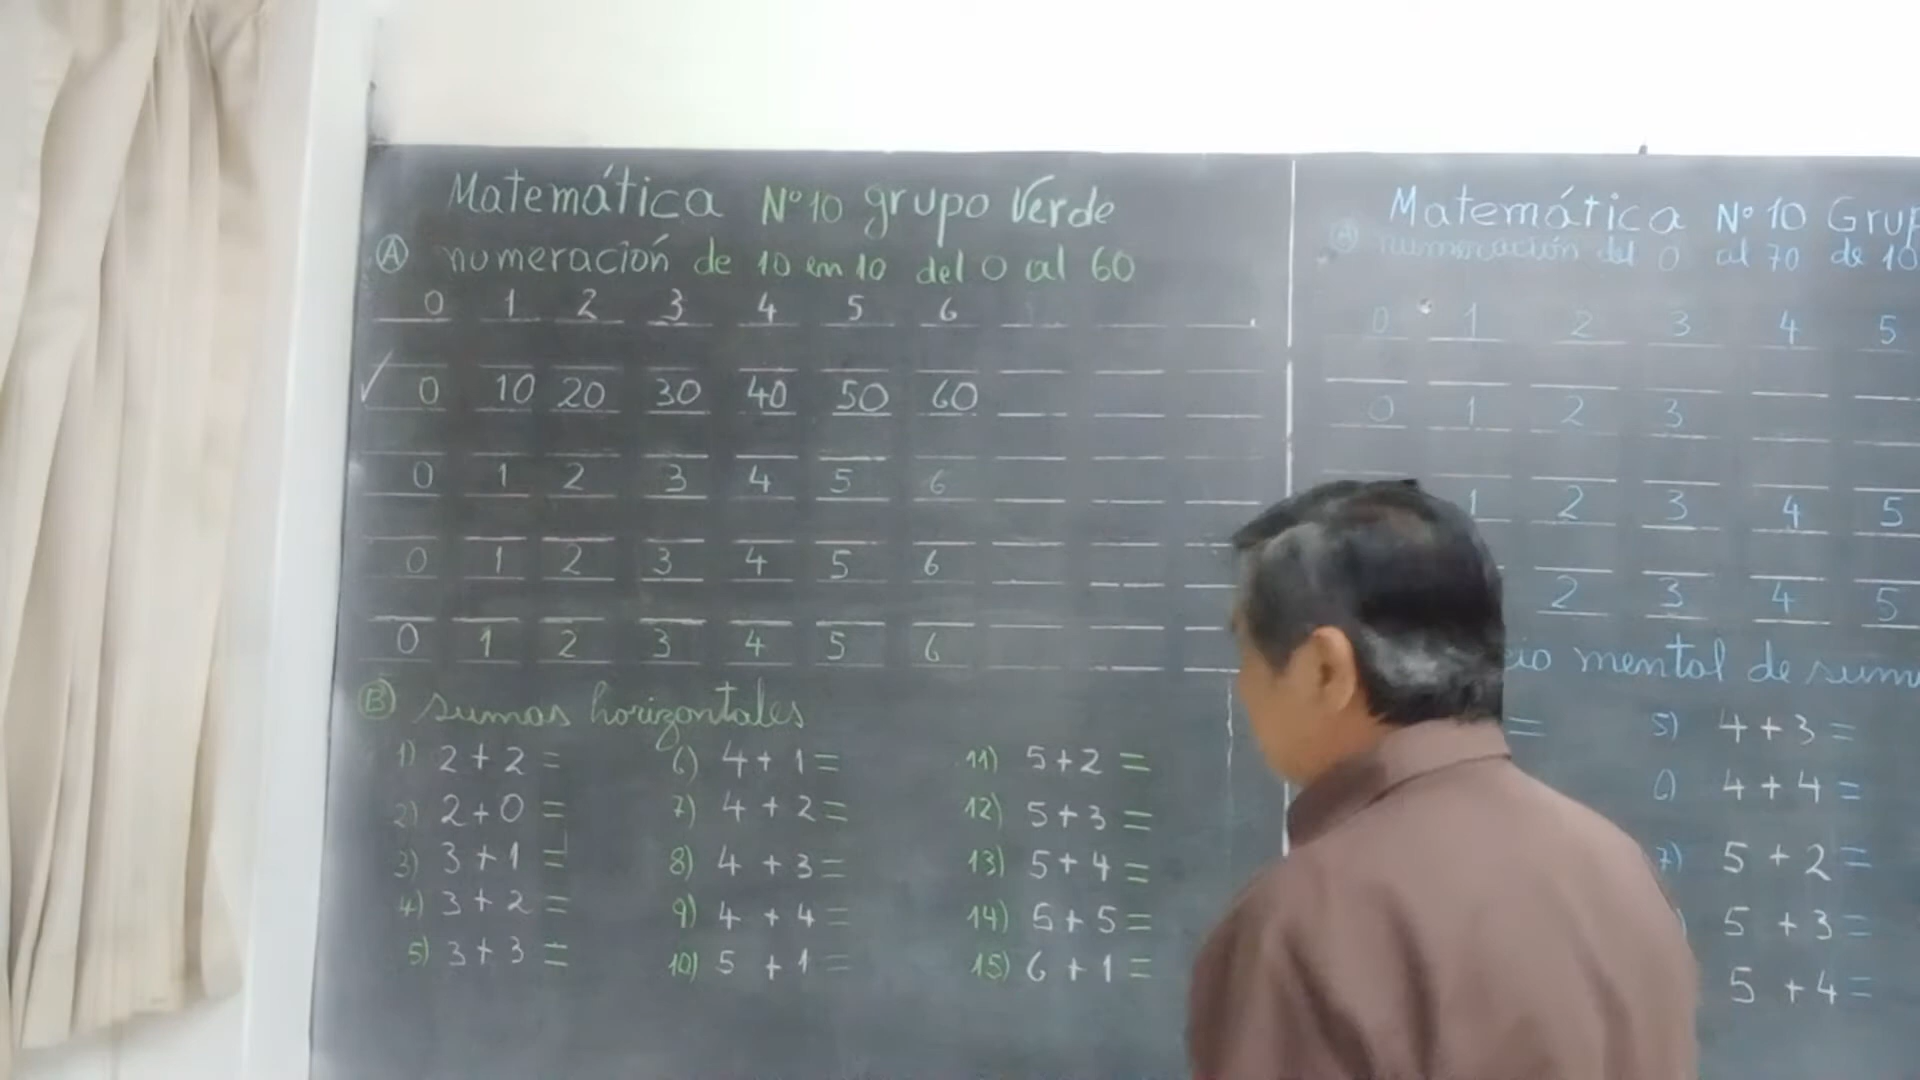 Matemática Nº 10 grupo Verde
A numeración de 10 en 10 del 0 al 60
0 1 2 3 4 5 6
✓ 0 10 20 30 40 50 60
0 1 2 3 4 5 6
0 1 2 3 4 5 6
0 1 2 3 4 5 6
B sumas horizontales
1) 2 + 2 =
2) 2 + 0 =
3) 3 + 1 =
4) 3 + 2 =
5) 3 + 3 =
6) 4 + 1 =
7) 4 + 2 =
8) 4 + 3 =
9) 4 + 4 =
10) 5 + 1 =
11) 5 + 2 =
12) 5 + 3 =
13) 5 + 4 =
14) 5 + 5 =
15) 6 + 1 =
Matemática Nº 10 Grup
A numeración del 0 al 70 de 10
0 1 2 3 4 5
0 1 2 3
1 2 3 4 5
2 3 4 5
cio mental de sum
=
5) 4 + 3 =
6) 4 + 4 =
7) 5 + 2 =
) 5 + 3 =
5 + 4 =